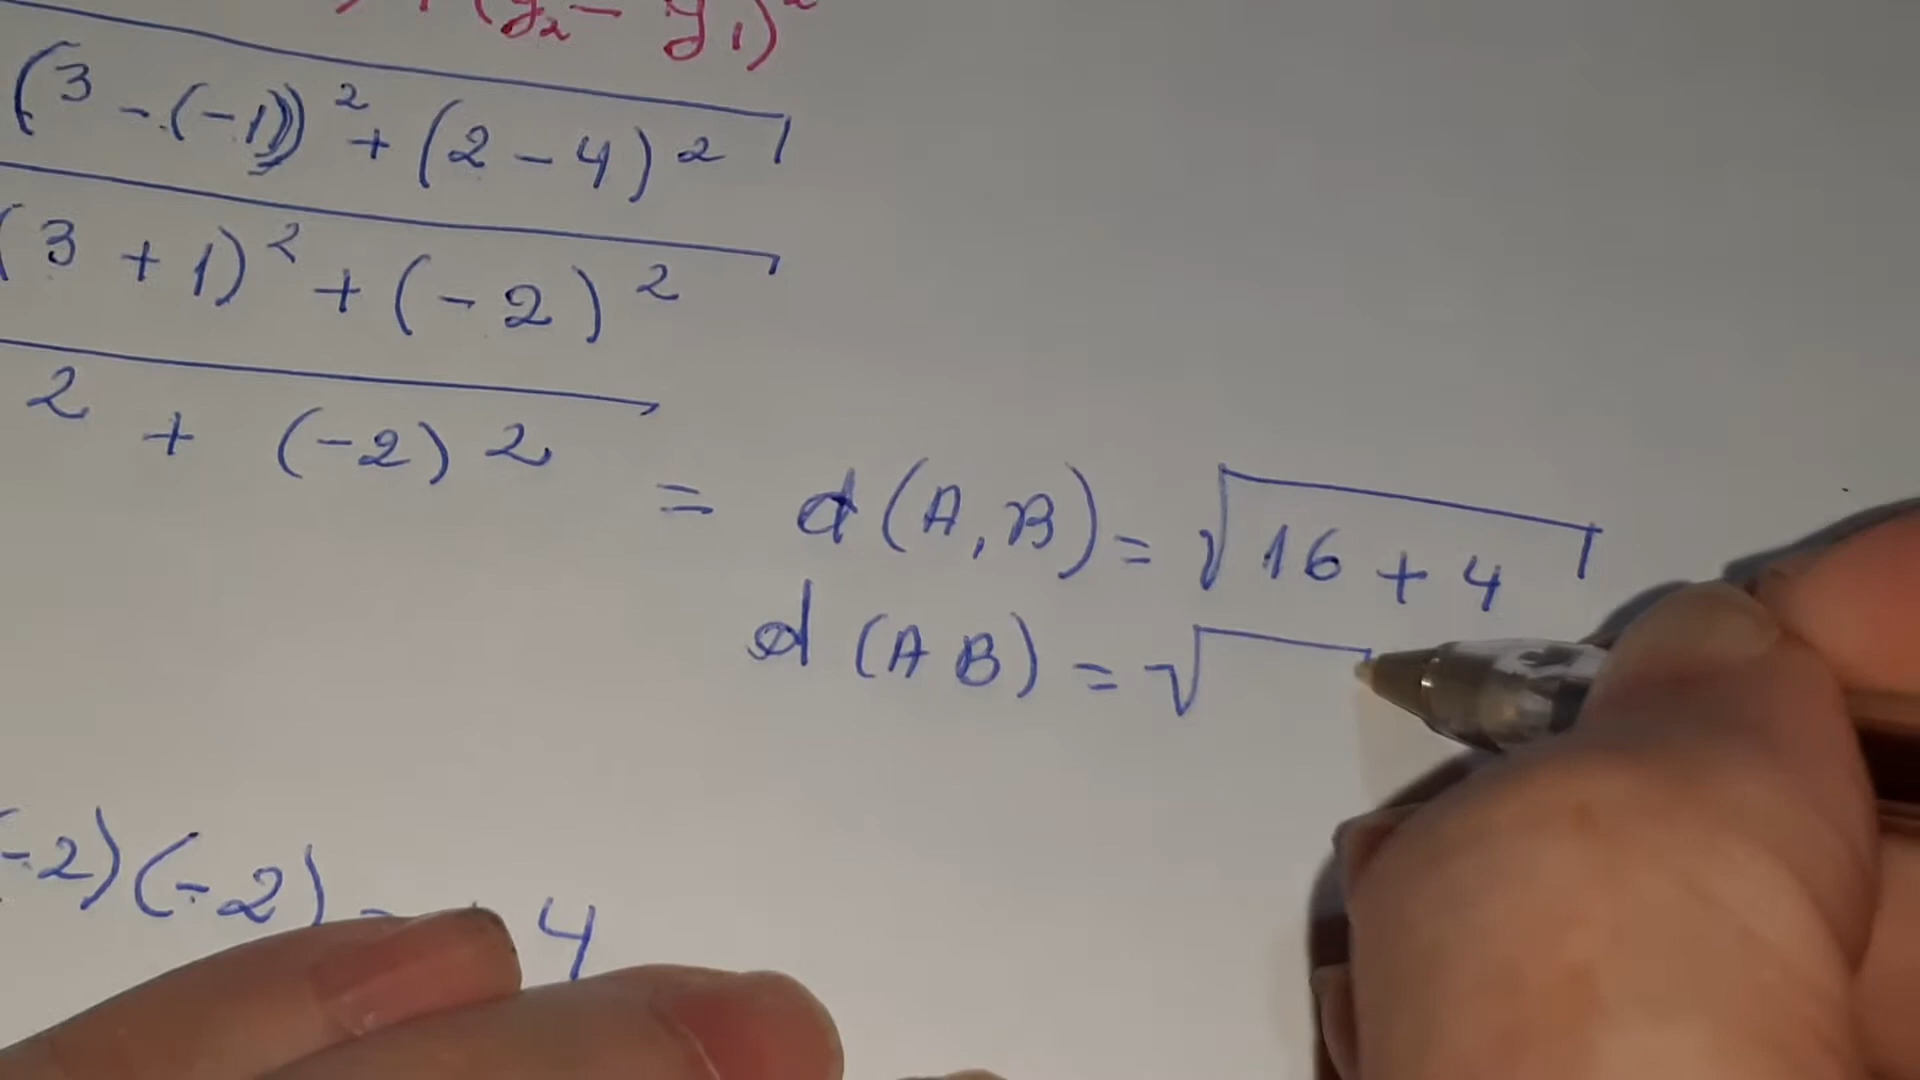 (y₂ - y₁)²
(3 - (-1))² + (2 - 4)²
(3 + 1)² + (-2)²
² + (-2)² = d(A, B) = √16 + 4
d (A B) = √
-2)(-2) 4